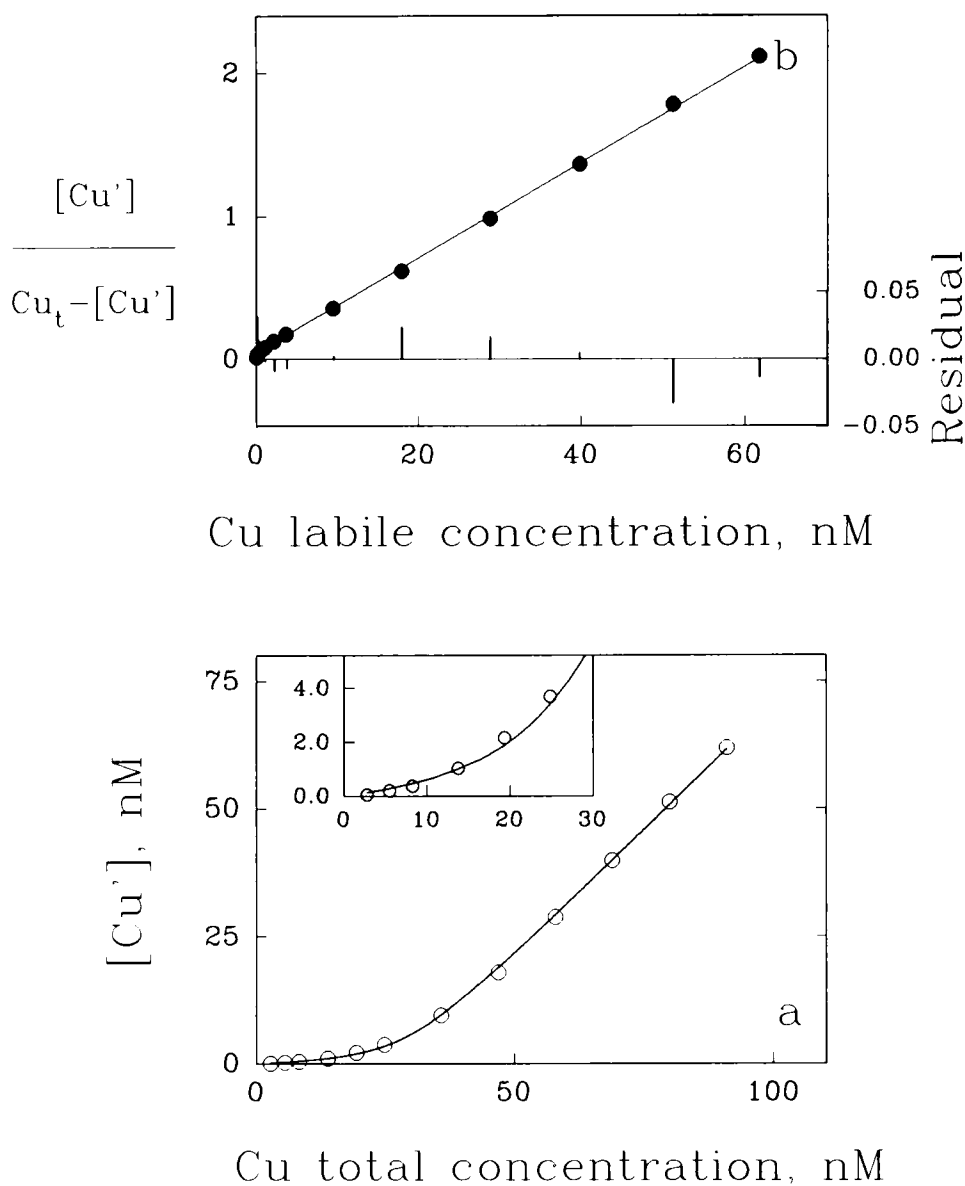 b
2
1
0
[Cu']
Cu_t-[Cu']
0.05
0.00
-0.05
Residual
0 20 40 60
Cu labile concentration, nM
75
50
25
0
[Cu'], nM
4.0
2.0
0.0
0 10 20 30
a
0 50 100
Cu total concentration, nM